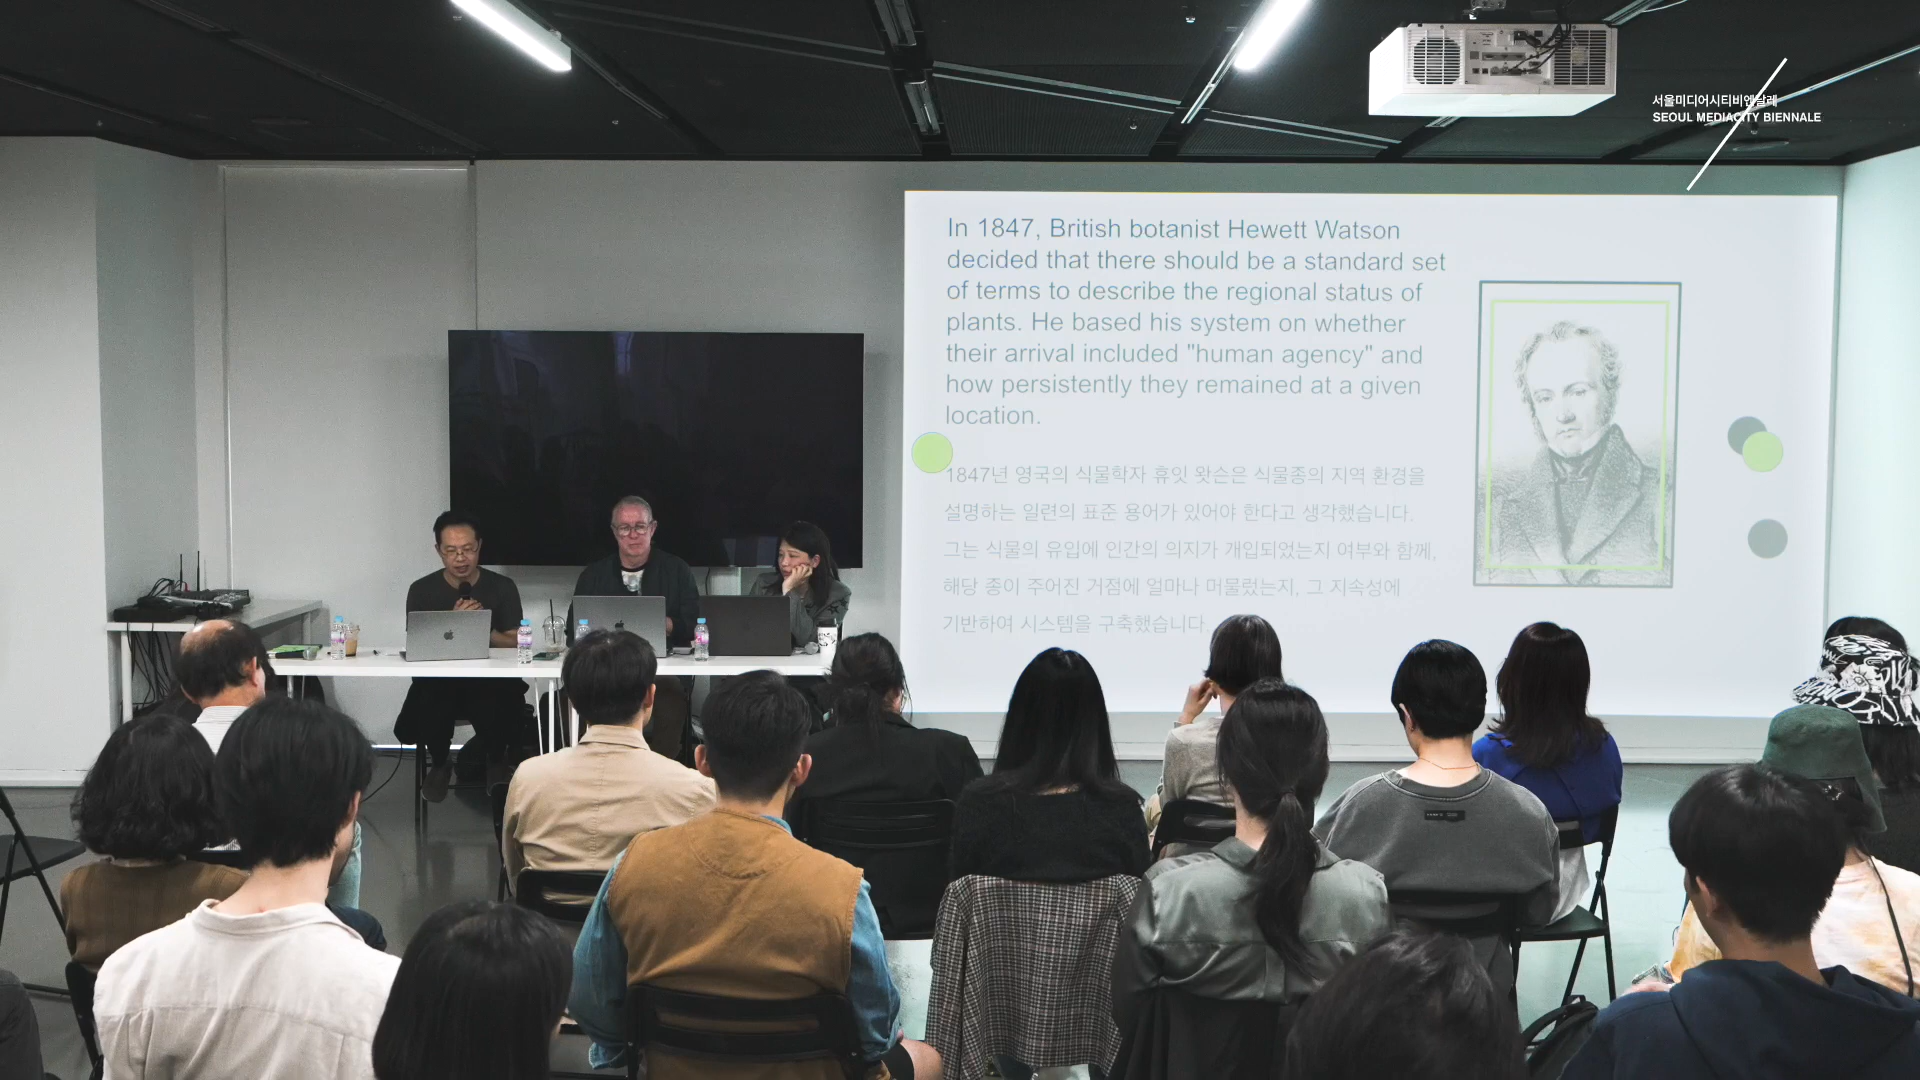 서울미디어시티비엔날레
SEOUL MEDIACITY BIENNALE
In 1847, British botanist Hewett Watson
decided that there should be a standard set
of terms to describe the regional status of
plants. He based his system on whether
their arrival included "human agency" and
how persistently they remained at a given
location.
1847년 영국의 식물학자 휴잇 왓슨은 식물종의 지역 환경을
설명하는 일련의 표준 용어가 있어야 한다고 생각했습니다.
그는 식물의 유입에 인간의 의지가 개입되었는지 여부와 함께,
해당 종이 주어진 거점에 얼마나 머물렀는지, 그 지속성에
기반하여 시스템을 구축했습니다.